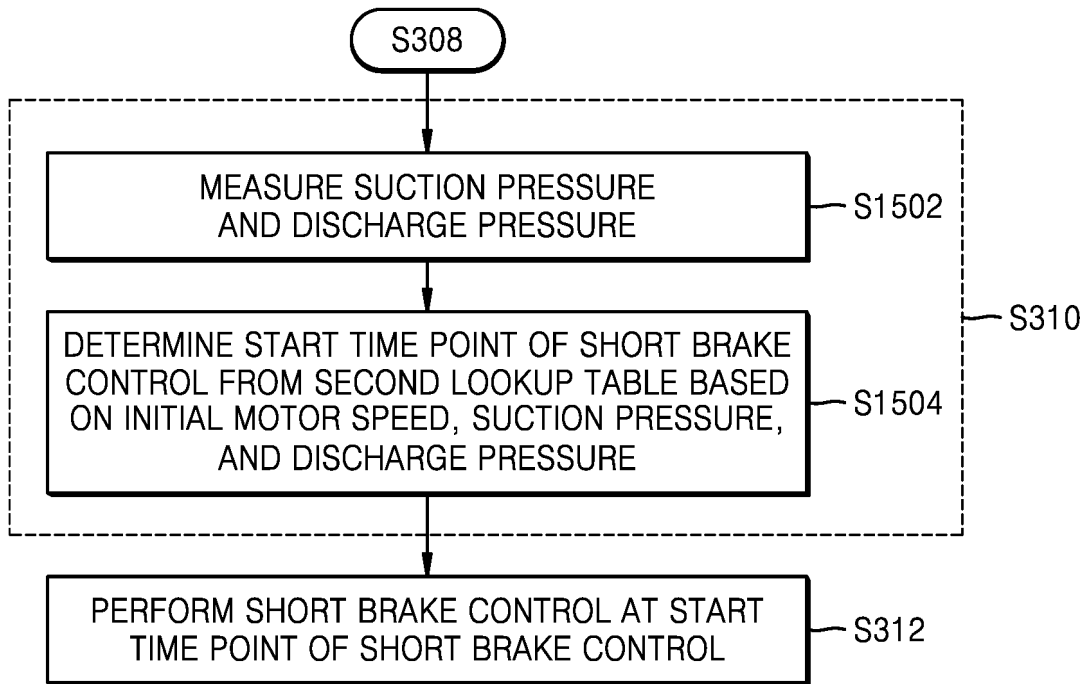 S308
MEASURE SUCTION PRESSURE
AND DISCHARGE PRESSURE
S1502
DETERMINE START TIME POINT OF SHORT BRAKE
CONTROL FROM SECOND LOOKUP TABLE BASED
ON INITIAL MOTOR SPEED, SUCTION PRESSURE,
AND DISCHARGE PRESSURE
S1504
S310
PERFORM SHORT BRAKE CONTROL AT START
TIME POINT OF SHORT BRAKE CONTROL
S312